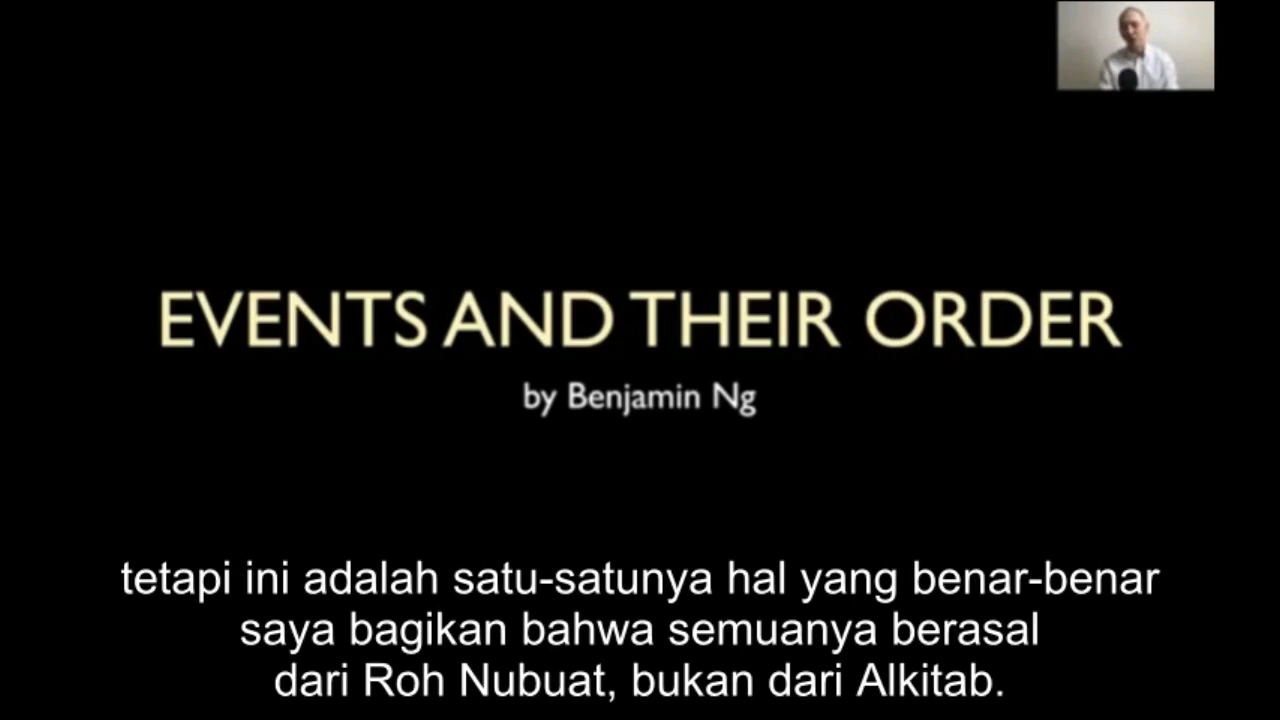 EVENTS AND THEIR ORDER
by Benjamin Ng
tetapi ini adalah satu-satunya hal yang benar-benar
saya bagikan bahwa semuanya berasal
dari Roh Nubuat, bukan dari Alkitab.